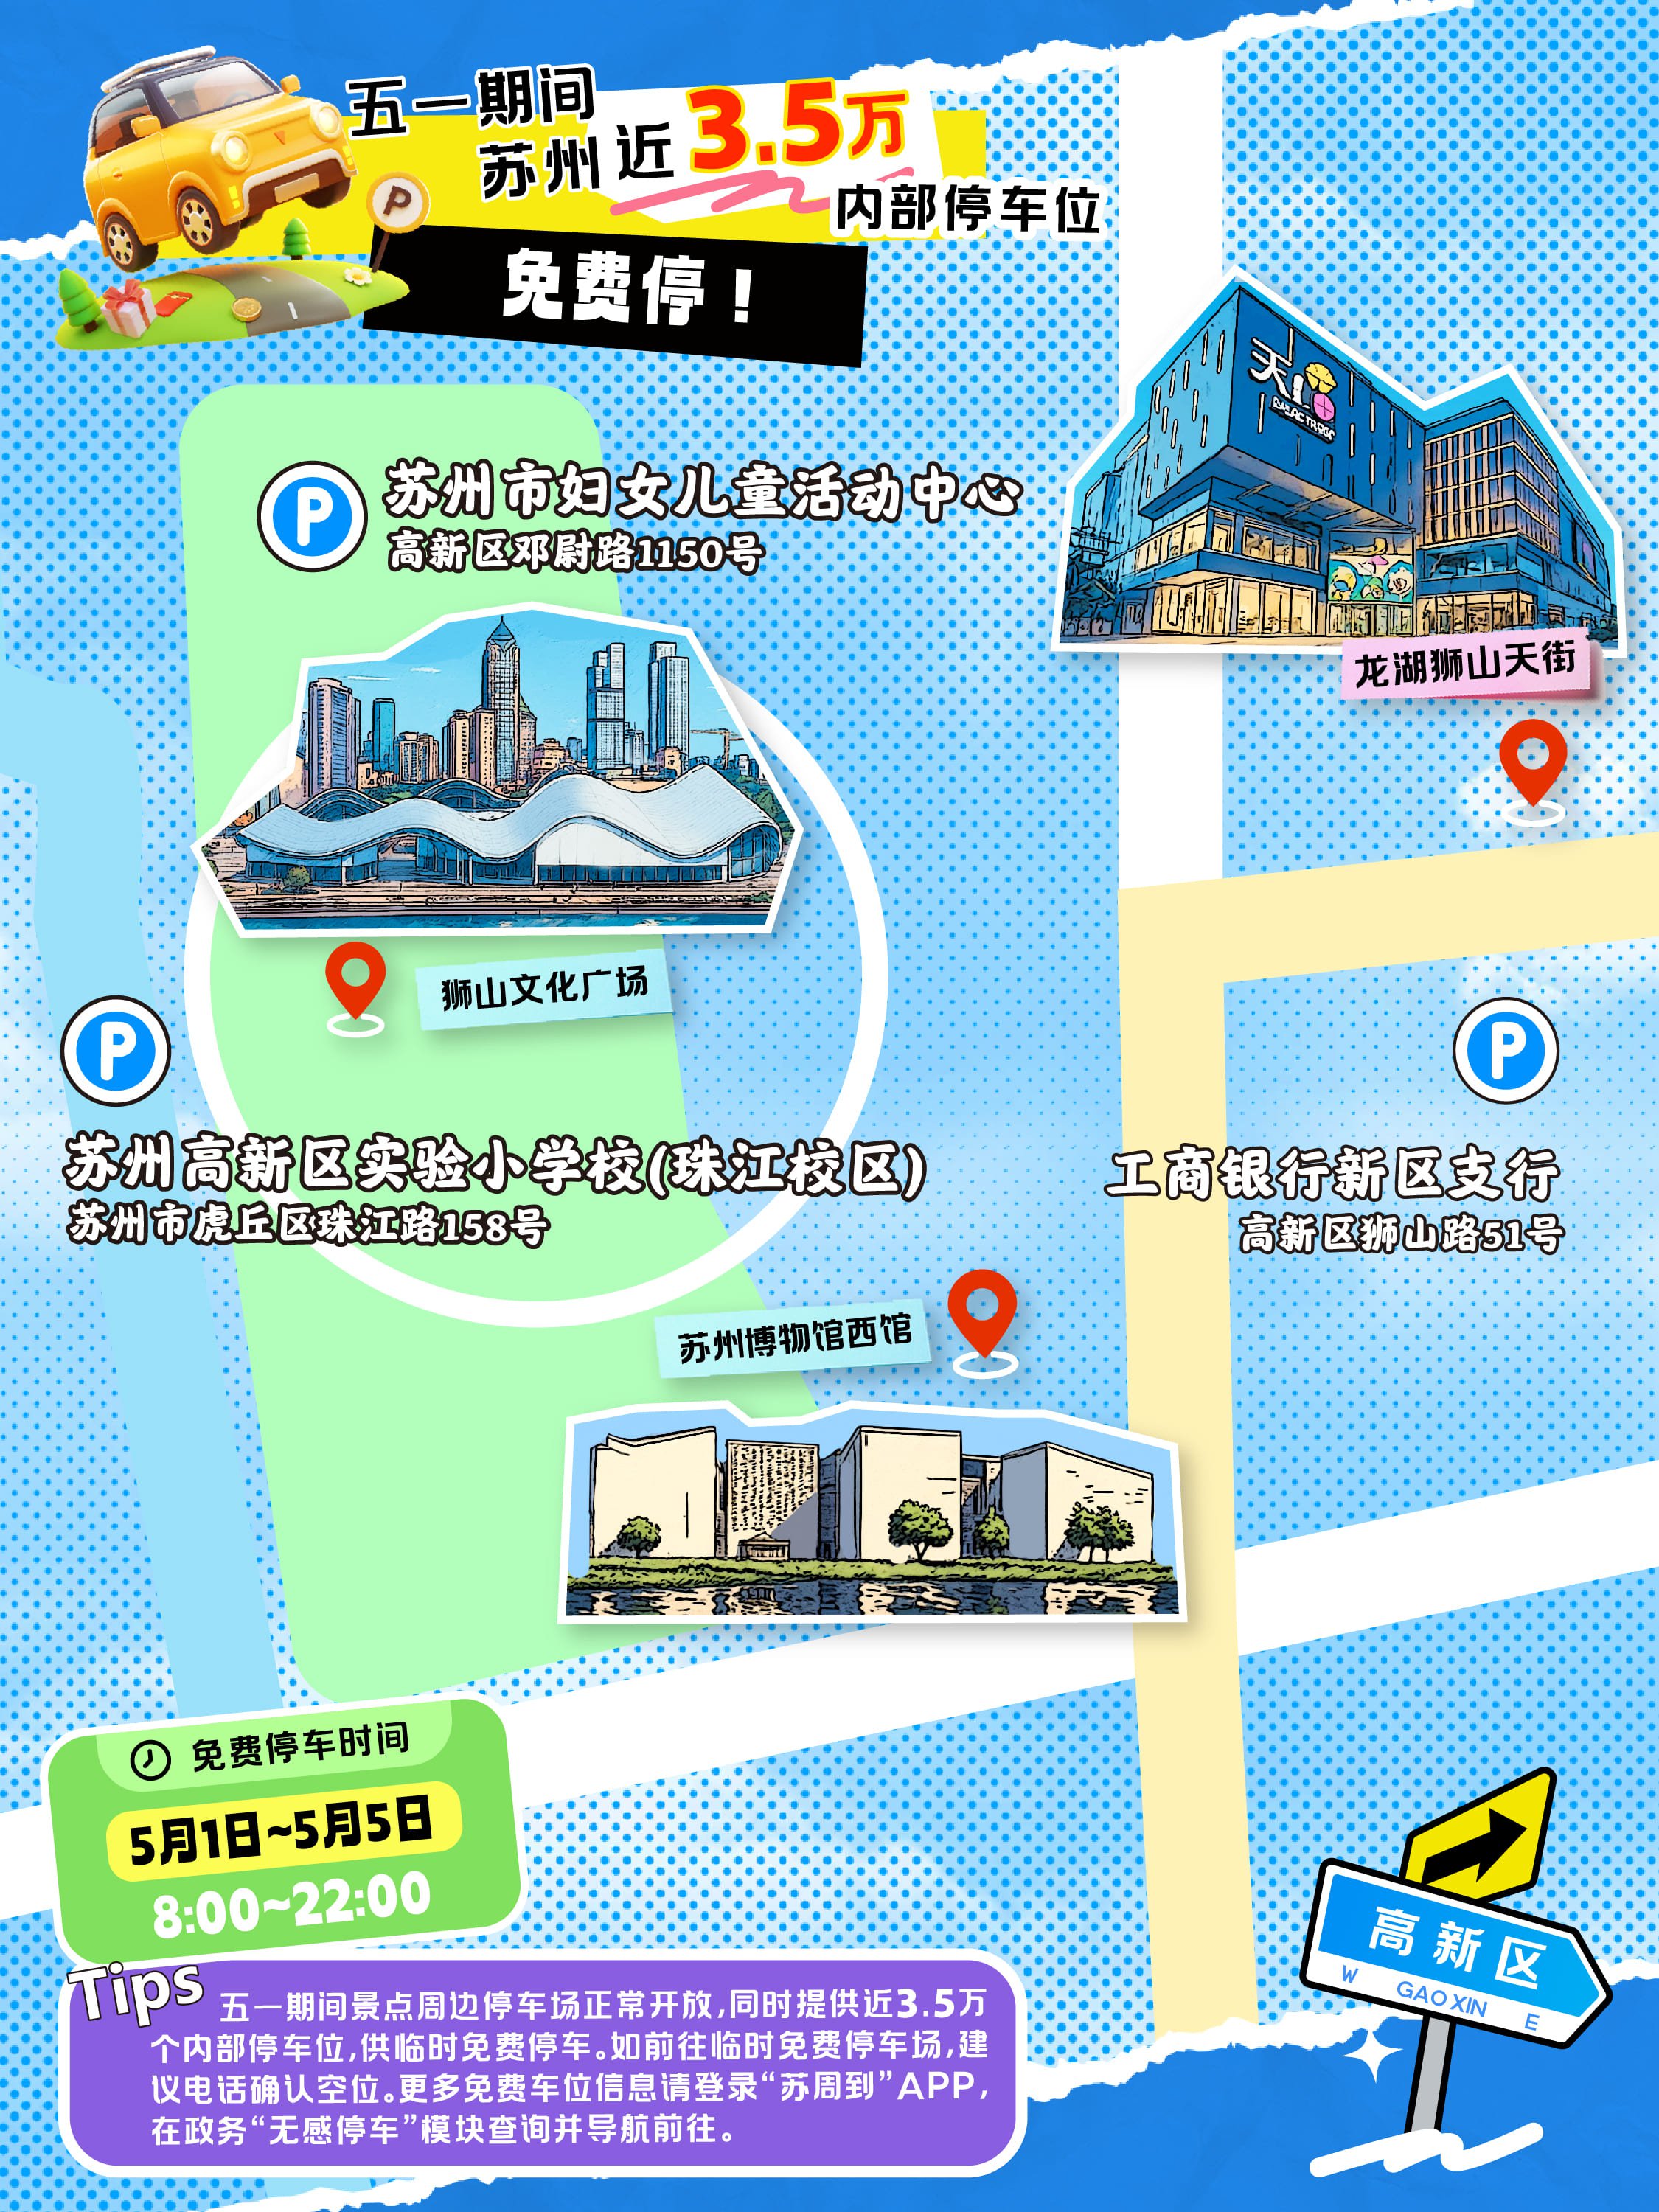 五一期间
苏州近3.5万
内部停车位
免费停！
天街
P
苏州市妇女儿童活动中心
高新区邓尉路1150号
龙湖狮山天街
狮山文化广场
P
苏州高新区实验小学校(珠江校区)
苏州市虎丘区珠江路158号
P
工商银行新区支行
高新区狮山路51号
苏州博物馆西馆
免费停车时间
5月1日~5月5日
8:00~22:00
Tips
五一期间景点周边停车场正常开放,同时提供近3.5万
个内部停车位,供临时免费停车。如前往临时免费停车场,建
议电话确认空位。更多免费车位信息请登录“苏周到”APP,
在政务“无感停车”模块查询并导航前往。
高新区
W GAO XIN E